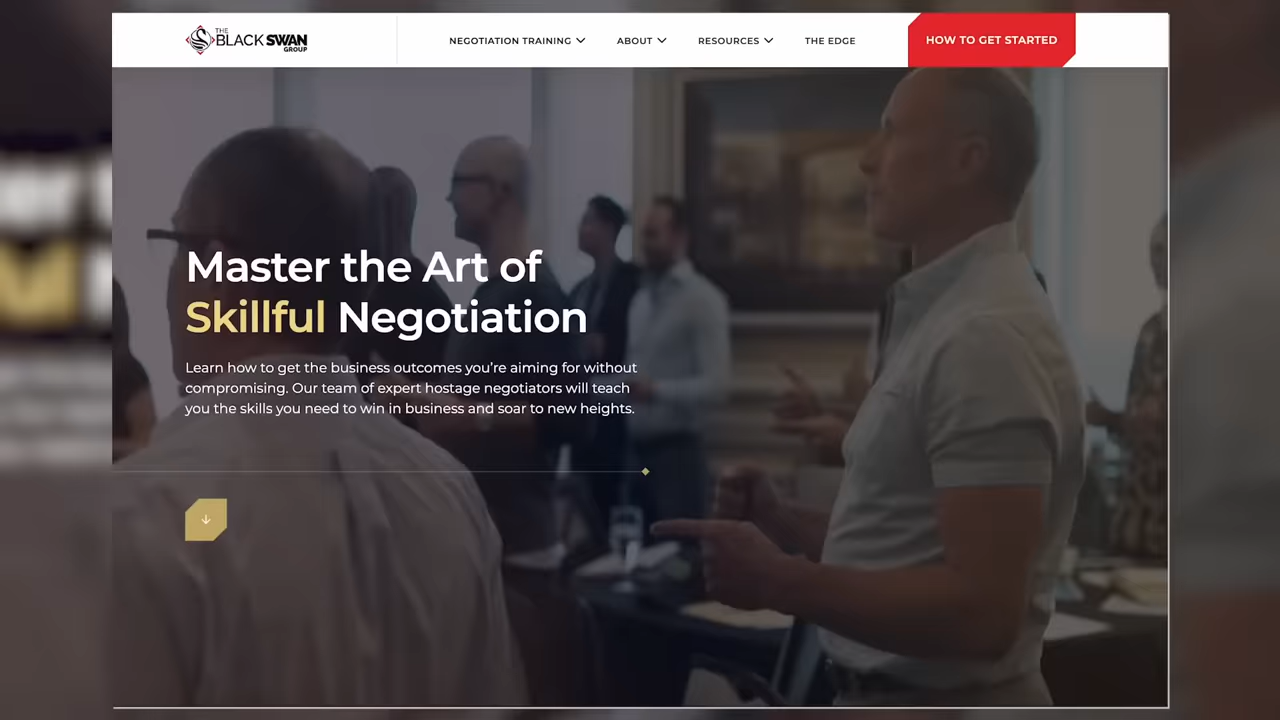 THE
BLACK SWAN
GROUP
NEGOTIATION TRAINING
ABOUT
RESOURCES
THE EDGE
HOW TO GET STARTED
Master the Art of
Skillful Negotiation
Learn how to get the business outcomes you're aiming for without
compromising. Our team of expert hostage negotiators will teach
you the skills you need to win in business and soar to new heights.